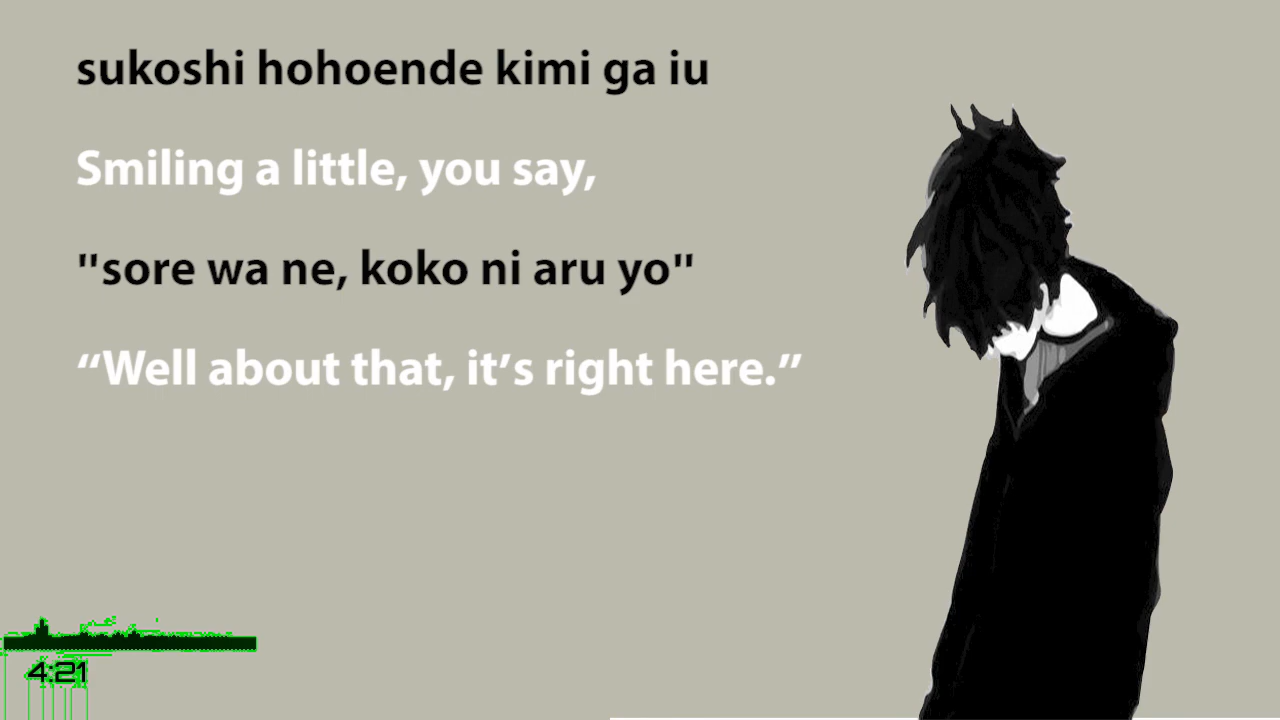 sukoshi hohoende kimi ga iu
Smiling a little, you say,
"sore wa ne, koko ni aru yo"
“Well about that, it’s right here.”
4:21